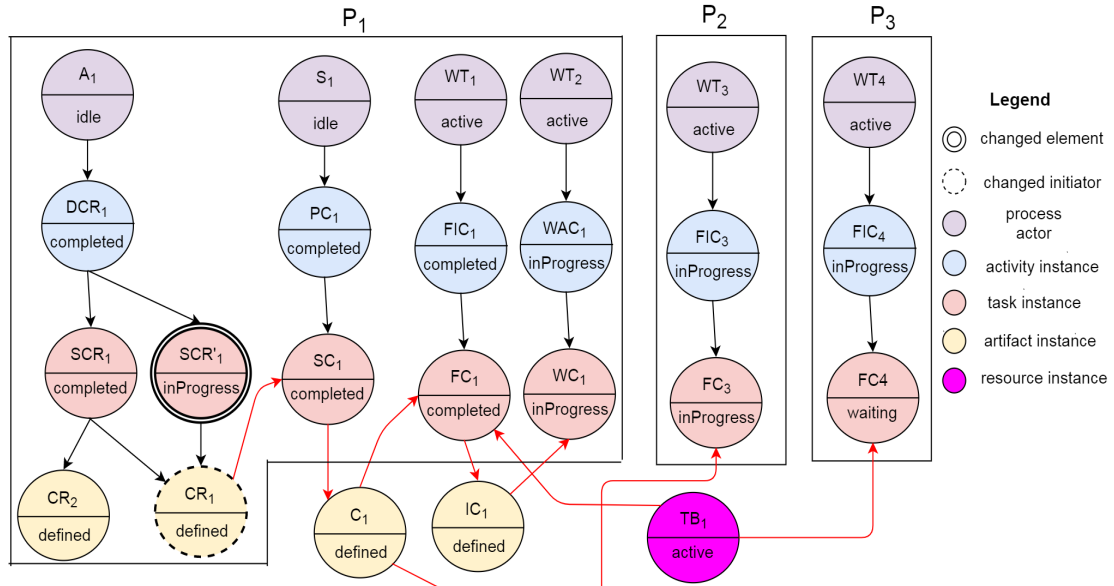 P1
P2
P3
A1
idle
S1
idle
WT1
active
WT2
active
WT3
active
WT4
active
DCR1
completed
PC1
completed
FIC1
completed
WAC1
inProgress
FIC3
inProgress
FIC4
inProgress
SCR1
completed
SCR'1
inProgress
SC1
completed
FC1
completed
WC1
inProgress
FC3
inProgress
FC4
waiting
CR2
defined
CR1
defined
C1
defined
IC1
defined
TB1
active
Legend
changed element
changed initiator
process
actor
activity instance
task instance
artifact instance
resource instance